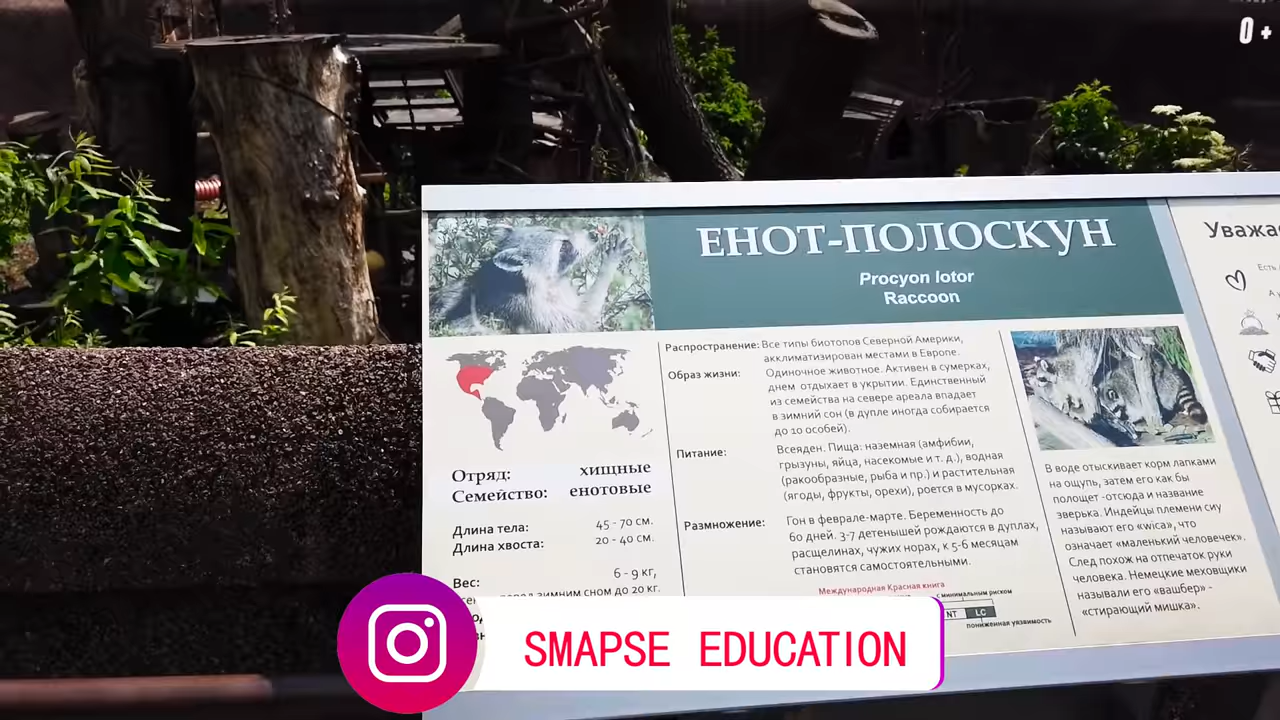 0+
ЕНОТ-ПОЛОСКУН
Procyon lotor
Raccoon
Отряд: хищные
Семейство: енотовые
Длина тела: 45 - 70 см.
Длина хвоста: 20 - 40 см.
Вес: 6 - 9 кг,
зимним сном до 20 кг.
Распространение: Все типы биотопов Северной Америки,
акклиматизирован местами в Европе.
Образ жизни: Одиночное животное. Активен в сумерках,
днем отдыхает в укрытии. Единственный
из семейства на севере ареала впадает
в зимний сон (в дупле иногда собирается
до 10 особей).
Питание: Всеяден. Пища: наземная (амфибии,
грызуны, яйца, насекомые и т. д.), водная
(ракообразные, рыба и пр.) и растительная
(ягоды, фрукты, орехи), роется в мусорках.
Размножение: Гон в феврале-марте. Беременность до
60 дней. 3-7 детенышей рождаются в дуплах,
расщелинах, чужих норах, к 5-6 месяцам
становятся самостоятельными.
Международная Красная книга
с минимальным риском
NT LC
пониженная уязвимость
В воде отыскивает корм лапками
на ощупь, затем его как бы
полощет -отсюда и название
зверька. Индейцы племени сиу
называют его «wica», что
означает «маленький человечек».
След похож на отпечаток руки
человека. Немецкие меховщики
называли его «вашбер» -
«стирающий мишка».
Уважа
Есть
SMAPSE EDUCATION